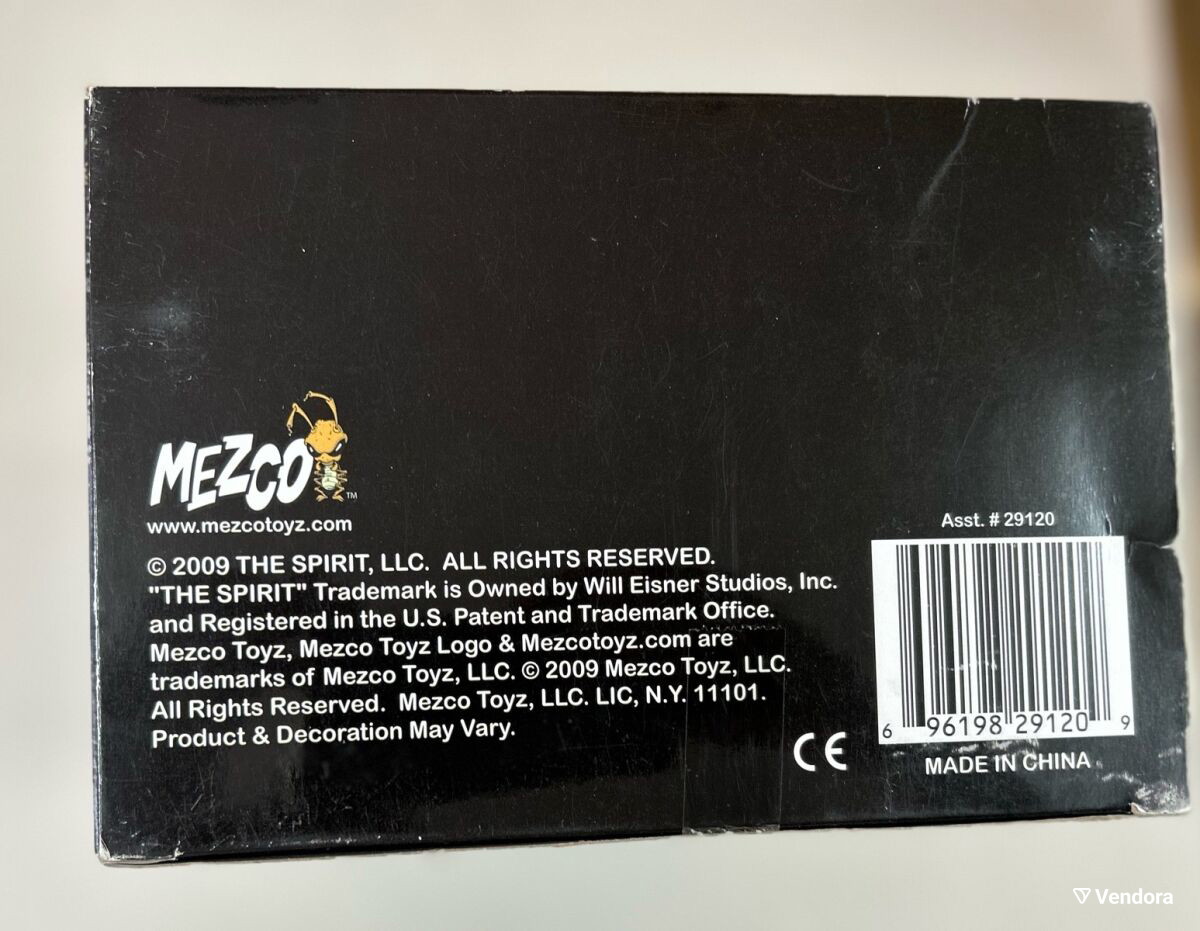 MEZCO
TM
www.mezcotoyz.com
© 2009 THE SPIRIT, LLC. ALL RIGHTS RESERVED.
"THE SPIRIT" Trademark is Owned by Will Eisner Studios, Inc.
and Registered in the U.S. Patent and Trademark Office.
Mezco Toyz, Mezco Toyz Logo & Mezcotoyz.com are
trademarks of Mezco Toyz, LLC. © 2009 Mezco Toyz, LLC.
All Rights Reserved. Mezco Toyz, LLC. LIC, N.Y. 11101.
Product & Decoration May Vary.
CE
Asst. # 29120
6 96198 29120 9
MADE IN CHINA
Vendora